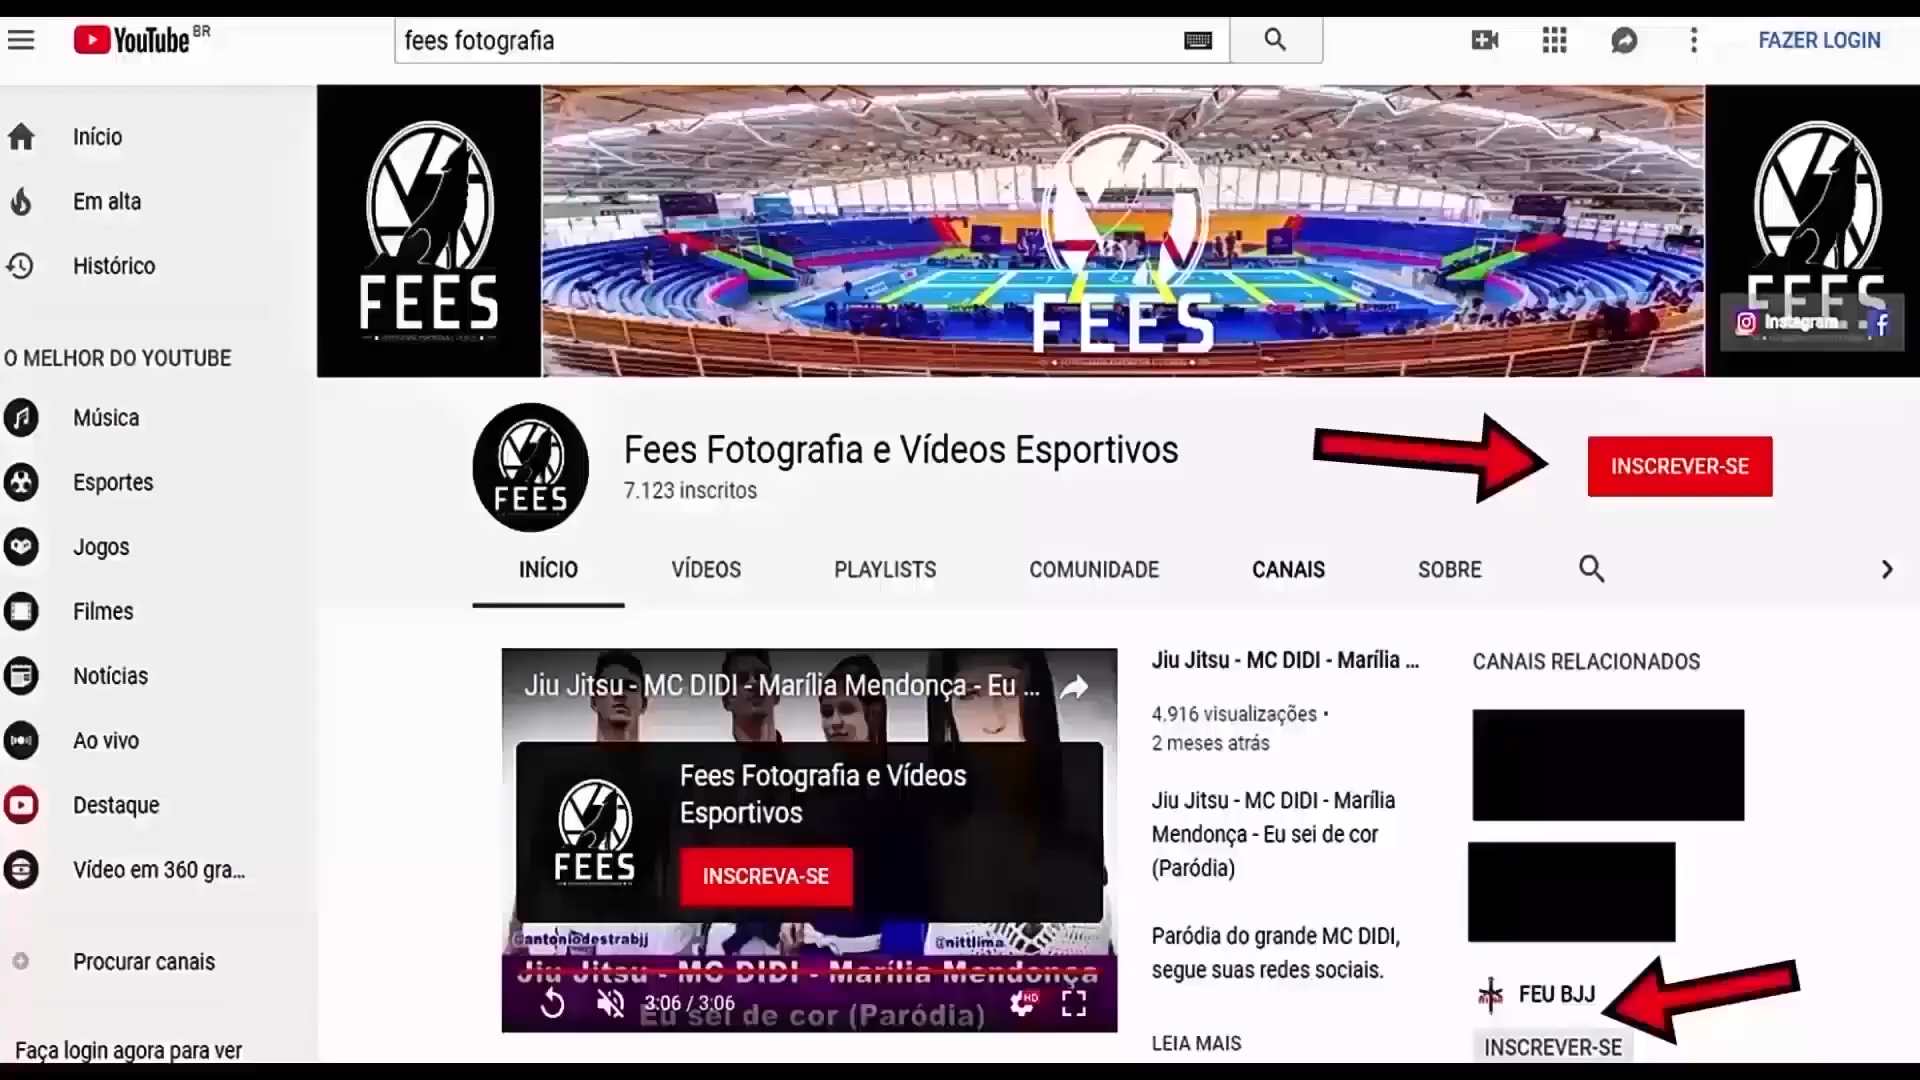 YouTube BR
fees fotografia
FAZER LOGIN
Início
Em alta
Histórico
O MELHOR DO YOUTUBE
Música
Esportes
Jogos
Filmes
Notícias
Ao vivo
Destaque
Vídeo em 360 gra...
Procurar canais
Faça login agora para ver
FEES
FEES
FEES
Instagram
FEES
Fees Fotografia e Vídeos Esportivos
7.123 inscritos
INSCREVER-SE
INÍCIO
VÍDEOS
PLAYLISTS
COMUNIDADE
CANAIS
SOBRE
Jiu Jitsu - MC DIDI - Marília Mendonça - Eu ...
Fees Fotografia e Vídeos
Esportivos
FEES
INSCREVA-SE
@antoniodestrabjj
@nittlima
Jiu Jitsu - MC DIDI - Marília Mendonça
Eu sei de cor (Paródia)
3:06 / 3:06
HD
Jiu Jitsu - MC DIDI - Marília ...
4.916 visualizações •
2 meses atrás
Jiu Jitsu - MC DIDI - Marília
Mendonça - Eu sei de cor
(Paródia)
Paródia do grande MC DIDI,
segue suas redes sociais.
LEIA MAIS
CANAIS RELACIONADOS
FEU BJJ
INSCREVER-SE